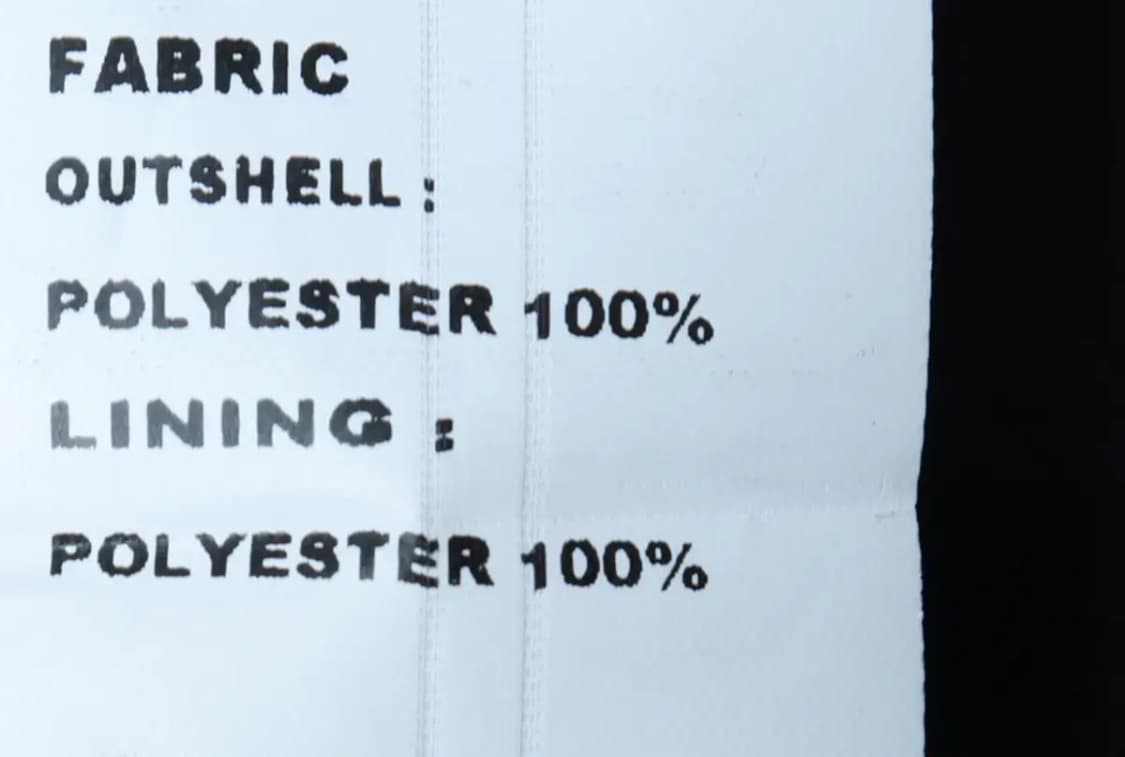 FABRIC
OUTSHELL :
POLYESTER 100%
LINING :
POLYESTER 100%